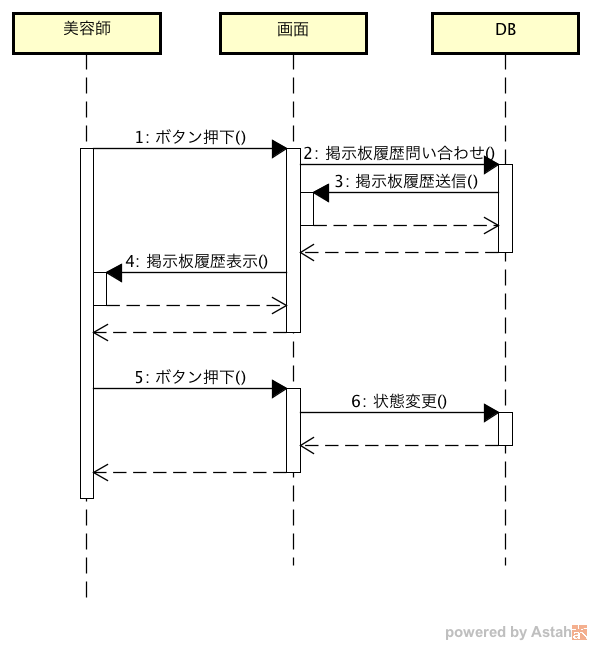 美容師
画面
DB
1: ボタン押下()
2: 掲示板履歴問い合わせ()
3: 掲示板履歴送信()
4: 掲示板履歴表示()
5: ボタン押下()
6: 状態変更()
powered by Astah